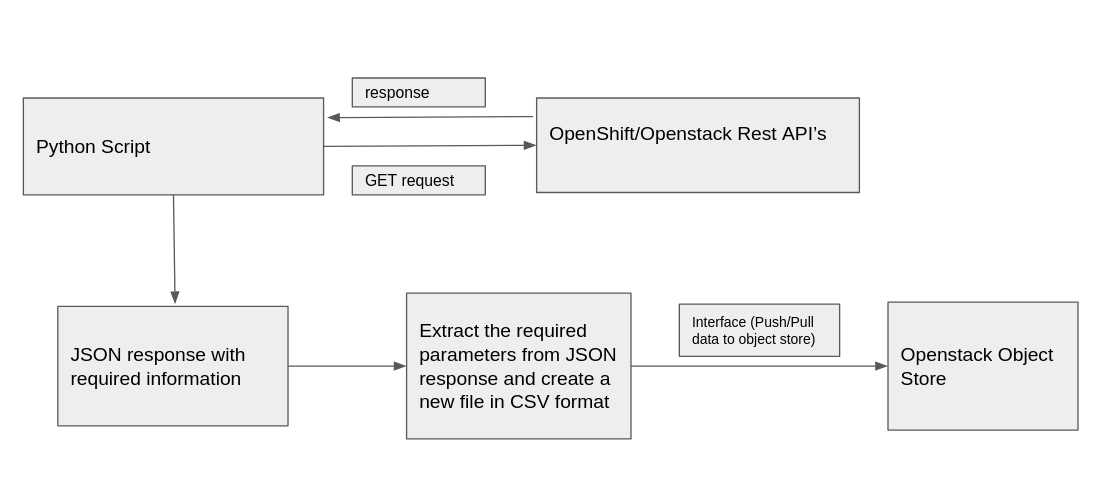 response
Python Script
OpenShift/Openstack Rest API’s
GET request
JSON response with
required information
Extract the required
parameters from JSON
response and create a
new file in CSV format
Interface (Push/Pull
data to object store)
Openstack Object
Store